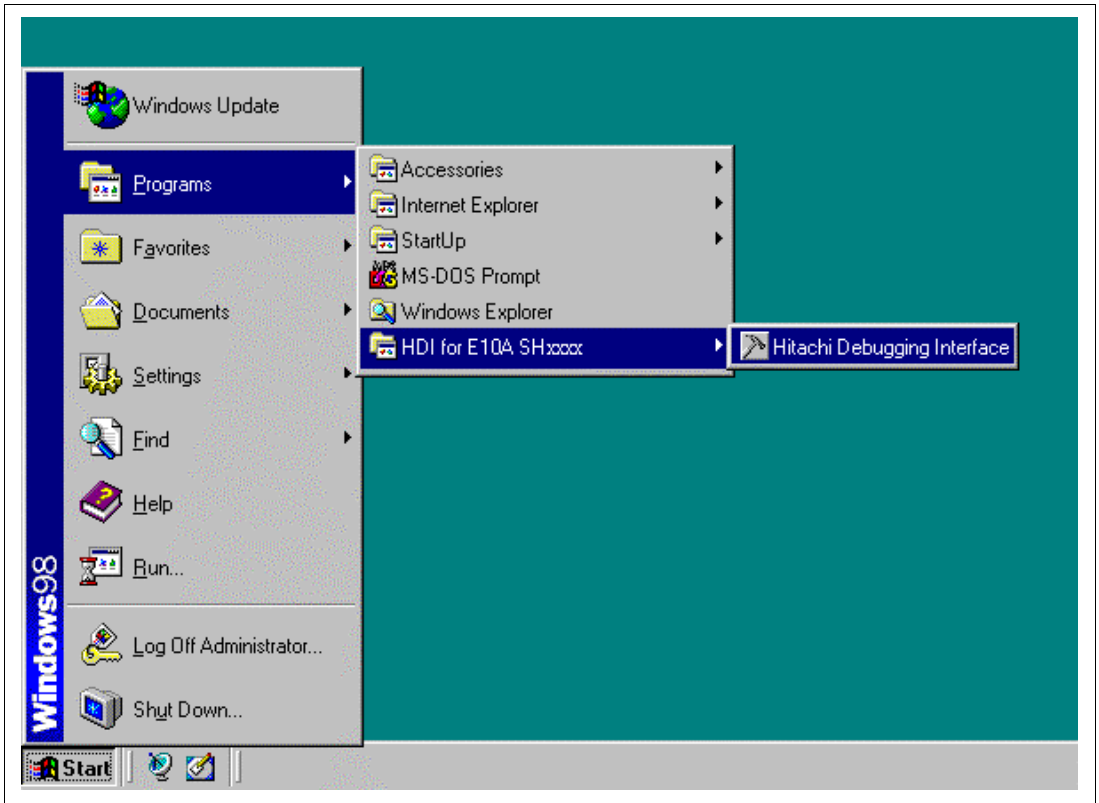 Windows Update
Programs
Favorites
Documents
Settings
Find
Help
Run...
Log Off Administrator...
Shut Down...
Windows98
Accessories
Internet Explorer
StartUp
MS-DOS Prompt
Windows Explorer
HDI for E10A SHxxxx
Hitachi Debugging Interface
Start